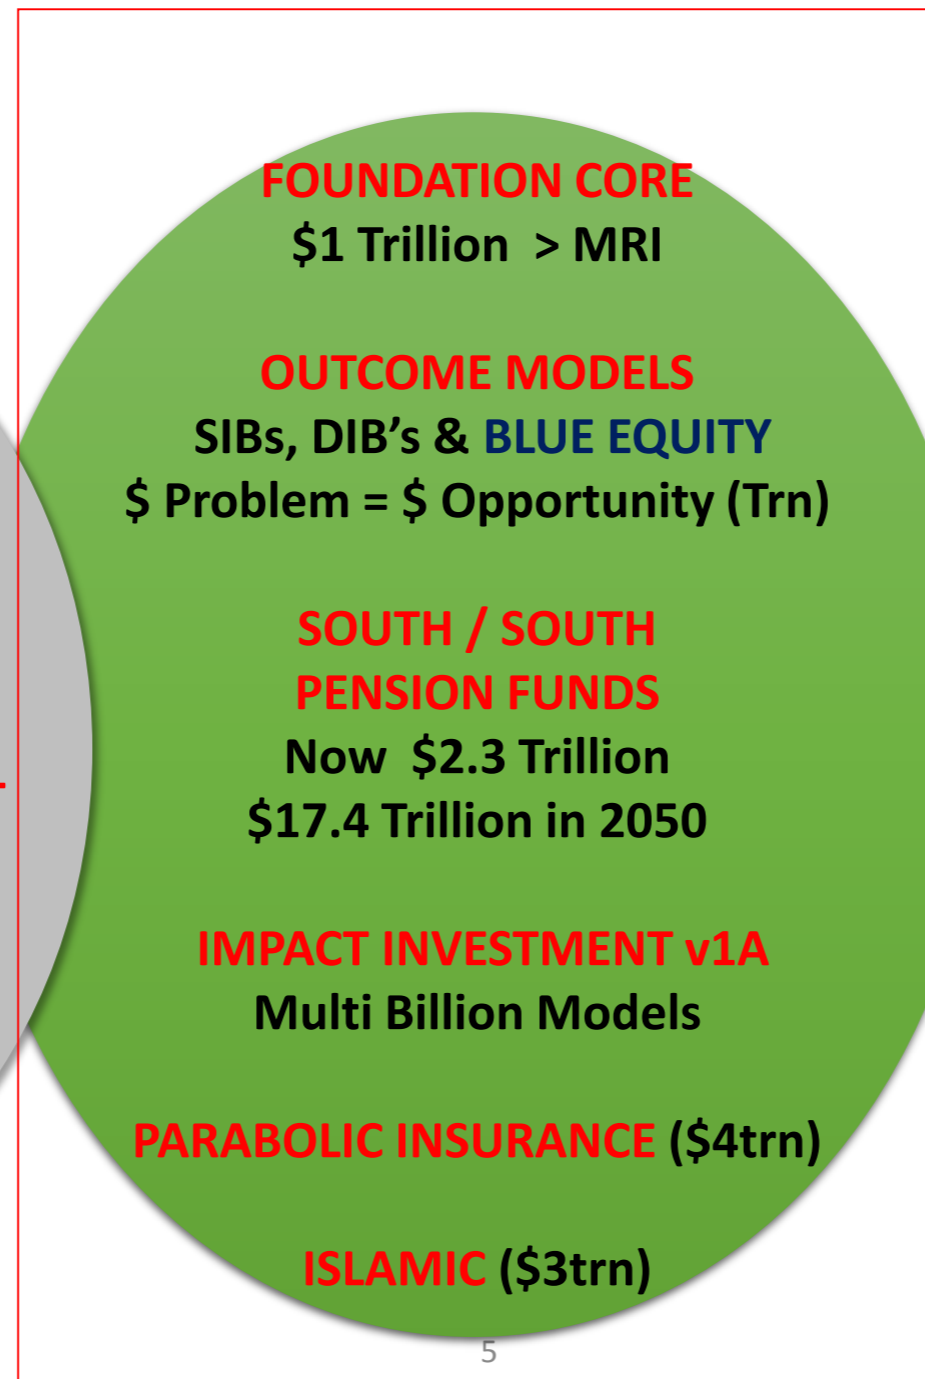 FOUNDATION CORE
$1 Trillion > MRI
OUTCOME MODELS
SIBs, DIB’s & BLUE EQUITY
$ Problem = $ Opportunity (Trn)
SOUTH / SOUTH
PENSION FUNDS
Now $2.3 Trillion
$17.4 Trillion in 2050
IMPACT INVESTMENT v1A
Multi Billion Models
PARABOLIC INSURANCE ($4trn)
ISLAMIC ($3trn)
5